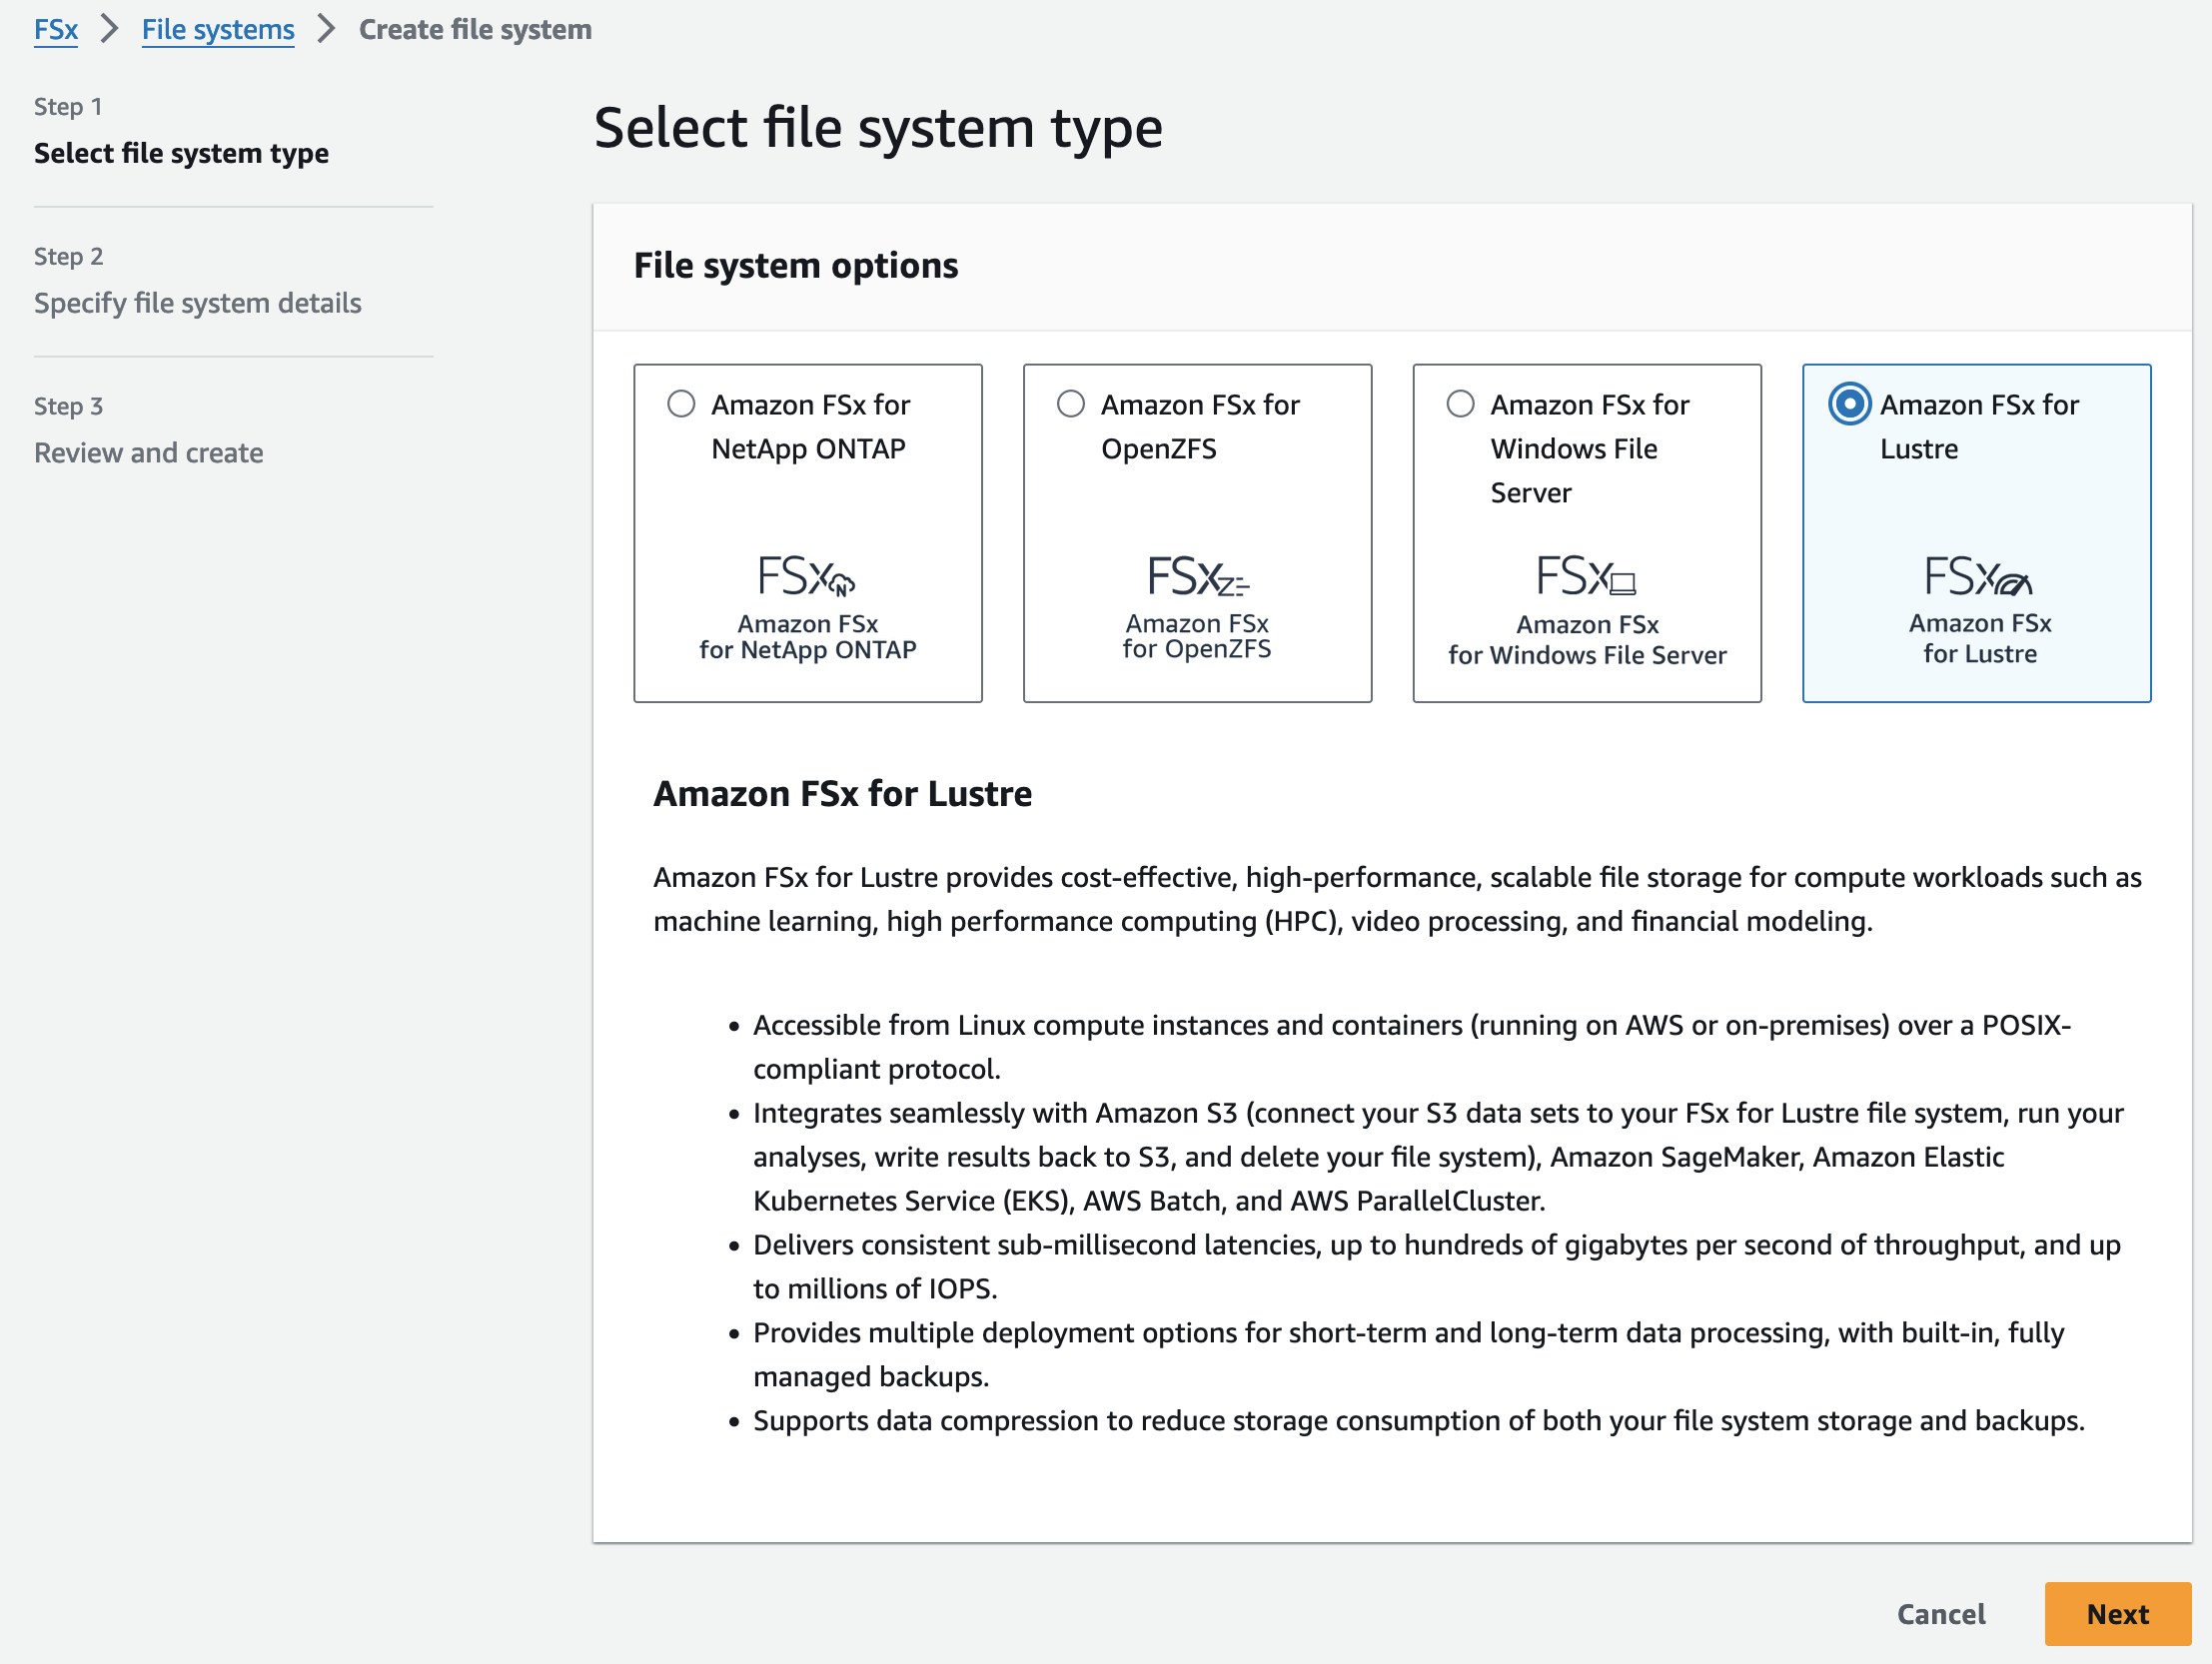 FSx > File systems > Create file system
Step 1
Select file system type
Step 2
Specify file system details
Step 3
Review and create
Select file system type
File system options
Amazon FSx for
NetApp ONTAP
FSx N
Amazon FSx
for NetApp ONTAP
Amazon FSx for
OpenZFS
FSx Z
Amazon FSx
for OpenZFS
Amazon FSx for
Windows File
Server
FSx
Amazon FSx
for Windows File Server
Amazon FSx for
Lustre
FSx
Amazon FSx
for Lustre
Amazon FSx for Lustre
Amazon FSx for Lustre provides cost-effective, high-performance, scalable file storage for compute workloads such as
machine learning, high performance computing (HPC), video processing, and financial modeling.
• Accessible from Linux compute instances and containers (running on AWS or on-premises) over a POSIX-
compliant protocol.
• Integrates seamlessly with Amazon S3 (connect your S3 data sets to your FSx for Lustre file system, run your
analyses, write results back to S3, and delete your file system), Amazon SageMaker, Amazon Elastic
Kubernetes Service (EKS), AWS Batch, and AWS ParallelCluster.
• Delivers consistent sub-millisecond latencies, up to hundreds of gigabytes per second of throughput, and up
to millions of IOPS.
• Provides multiple deployment options for short-term and long-term data processing, with built-in, fully
managed backups.
• Supports data compression to reduce storage consumption of both your file system storage and backups.
Cancel
Next